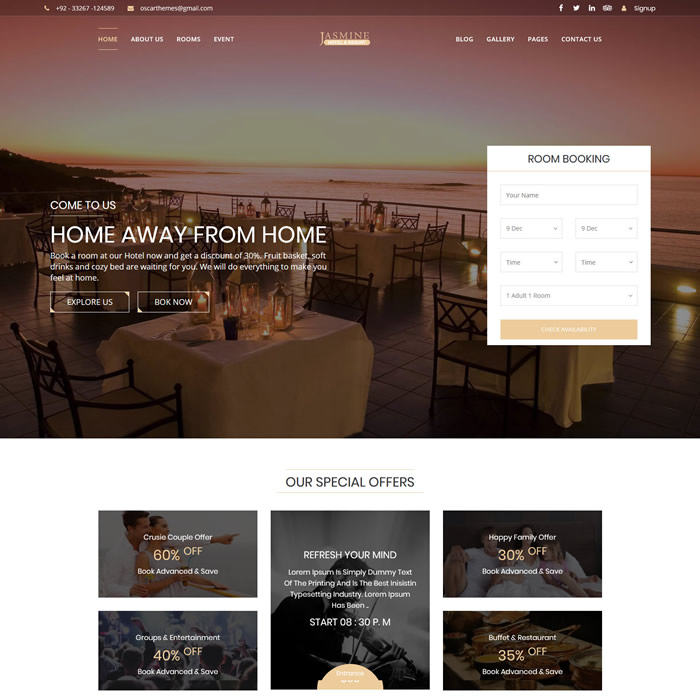 +92 - 33267 -124589
oscarthemes@gmail.com
Signup
HOME
ABOUT US
ROOMS
EVENT
JASMINE
HOTEL & RESORT
BLOG
GALLERY
PAGES
CONTACT US
COME TO US
HOME AWAY FROM HOME
Book a room at our Hotel now and get a discount of 30%. Fruit basket, soft
drinks and cozy bed are waiting for you. We will do everything to make you
feel at home.
EXPLORE US
BOK NOW
ROOM BOOKING
Your Name
9 Dec
9 Dec
Time
Time
1 Adult 1 Room
CHECK AVAILABILITY
OUR SPECIAL OFFERS
Crusie Couple Offer
60% OFF
Book Advanced & Save
Groups & Entertainment
40% OFF
Book Advanced & Save
REFRESH YOUR MIND
Lorem Ipsum Is Simply Dummy Text
Of The Printing And Is The Best Inisistin
Typesetting Industry. Lorem Ipsum
Has Been ..
START 08 : 30 P. M
Entrance
Happy Family Offer
30% OFF
Book Advanced & Save
Buffet & Restaurant
35% OFF
Book Advanced & Save